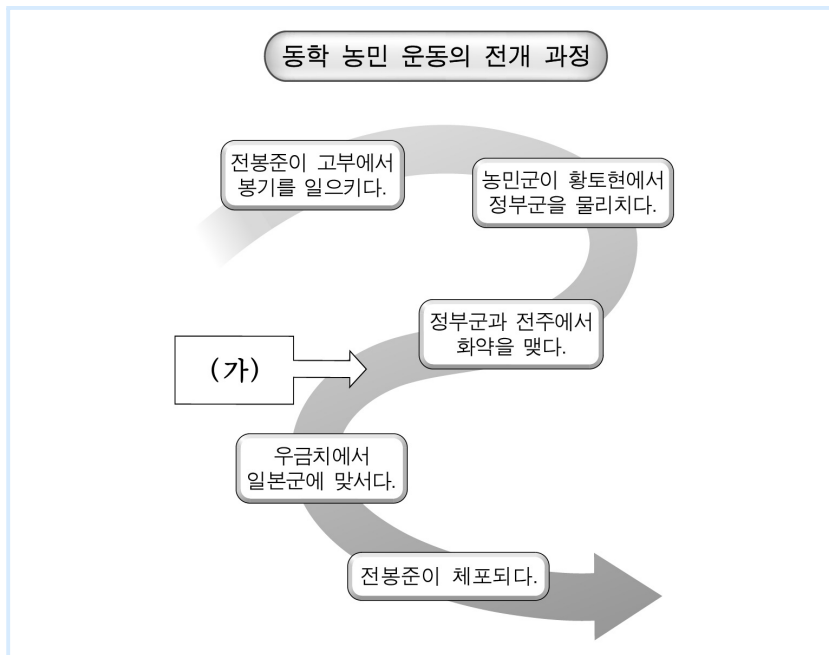 동학 농민 운동의 전개 과정
전봉준이 고부에서
봉기를 일으키다.
농민군이 황토현에서
정부군을 물리치다.
정부군과 전주에서
화약을 맺다.
(가)
우금치에서
일본군에 맞서다.
전봉준이 체포되다.